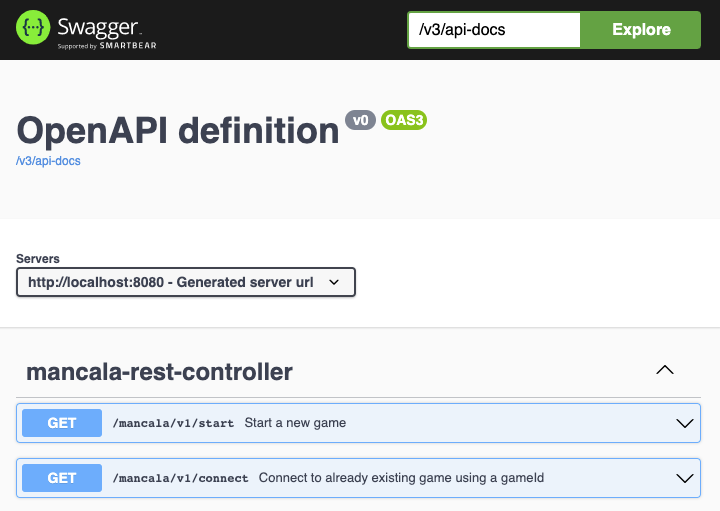 Swagger
Supported by SMARTBEAR
/v3/api-docs
Explore
OpenAPI definition v0 OAS3
/v3/api-docs
Servers
http://localhost:8080 - Generated server url
mancala-rest-controller
GET /mancala/v1/start Start a new game
GET /mancala/v1/connect Connect to already existing game using a gameId